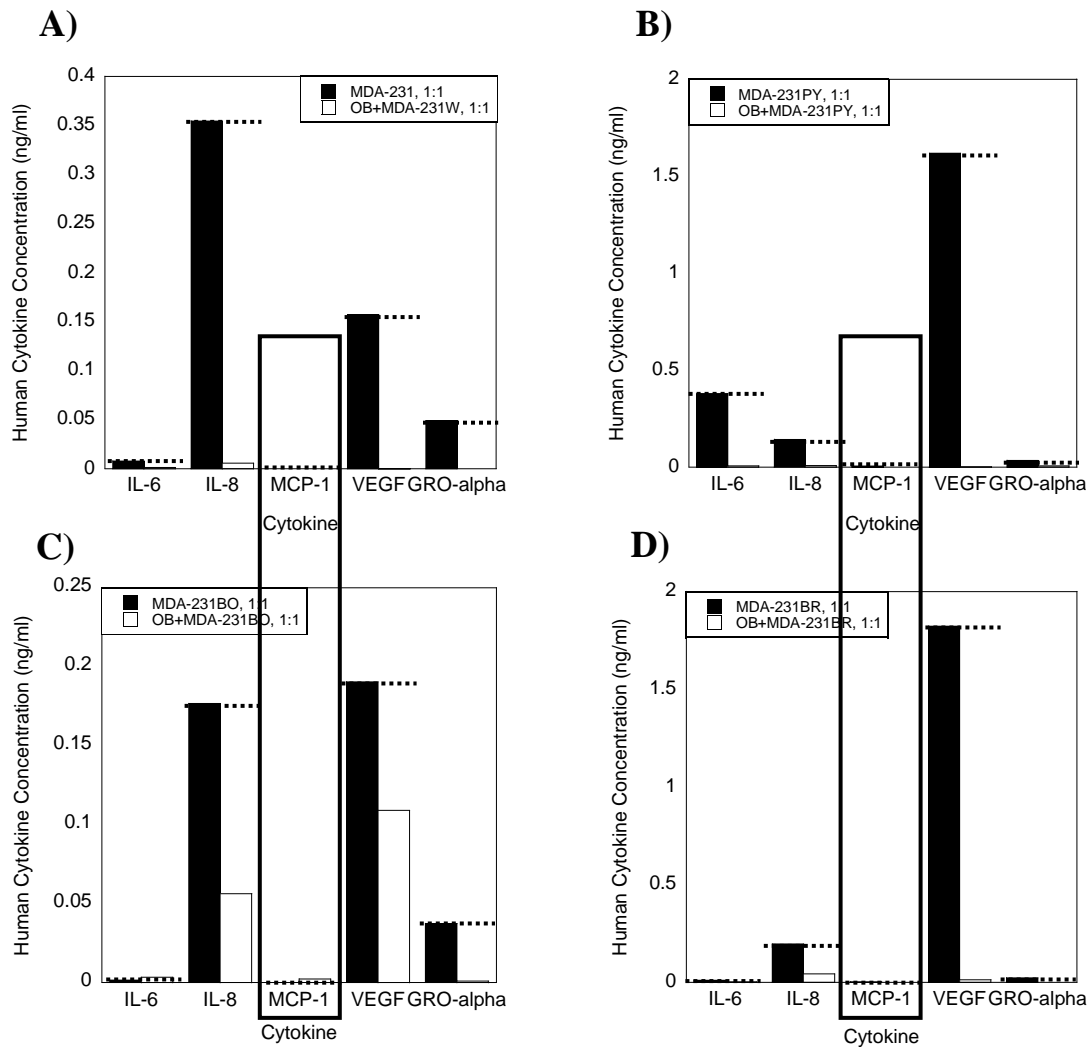 A)
Human Cytokine Concentration (ng/ml)
0.4
0.35
0.3
0.25
0.2
0.15
0.1
0.05
0
MDA-231, 1:1
OB+MDA-231W, 1:1
IL-6 IL-8 MCP-1 VEGF GRO-alpha
Cytokine
B)
Human Cytokine Concentration (ng/ml)
2
1.5
1
0.5
0
MDA-231PY, 1:1
OB+MDA-231PY, 1:1
IL-6 IL-8 MCP-1 VEGF GRO-alpha
Cytokine
C)
Human Cytokine Concentration (ng/ml)
0.25
0.2
0.15
0.1
0.05
0
MDA-231BO, 1:1
OB+MDA-231BO, 1:1
IL-6 IL-8 MCP-1 VEGF GRO-alpha
Cytokine
D)
Human Cytokine Concentration (ng/ml)
2
1.5
1
0.5
0
MDA-231BR, 1:1
OB+MDA-231BR, 1:1
IL-6 IL-8 MCP-1 VEGF GRO-alpha
Cytokine